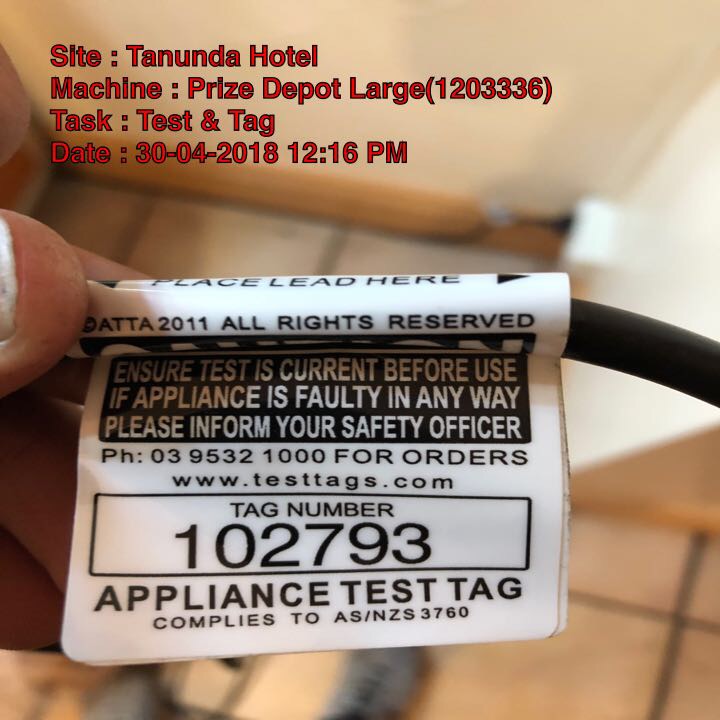 Site : Tanunda Hotel
Machine : Prize Depot Large(1203336)
Task : Test & Tag
Date : 30-04-2018 12:16 PM
PLACE LEAD HERE
©ATTA 2011 ALL RIGHTS RESERVED
ENSURE TEST IS CURRENT BEFORE USE
IF APPLIANCE IS FAULTY IN ANY WAY
PLEASE INFORM YOUR SAFETY OFFICER
Ph: 03 9532 1000 FOR ORDERS
www.testtags.com
TAG NUMBER
102793
APPLIANCE TEST TAG
COMPLIES TO AS/NZS 3760